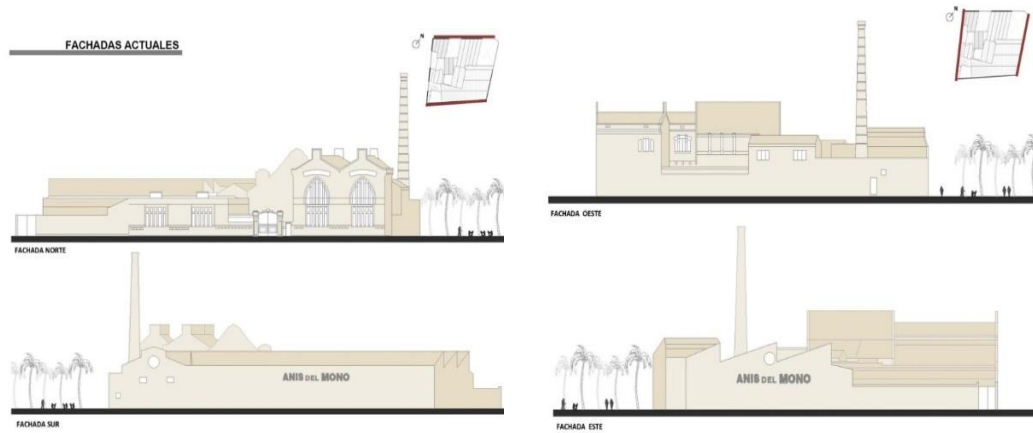 FACHADAS ACTUALES
N
N
FACHADA NORTE
FACHADA OESTE
ANIS DEL MONO
FACHADA SUR
ANIS DEL MONO
FACHADA ESTE